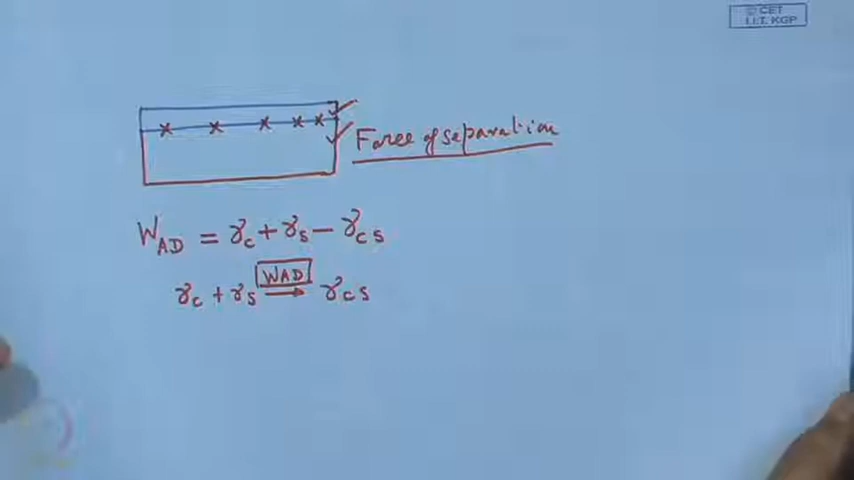 © CET
I.I.T. KGP
Force of separation
W_AD = γ_c + γ_s − γ_cs
γ_c + γ_s WAD → γ_cs